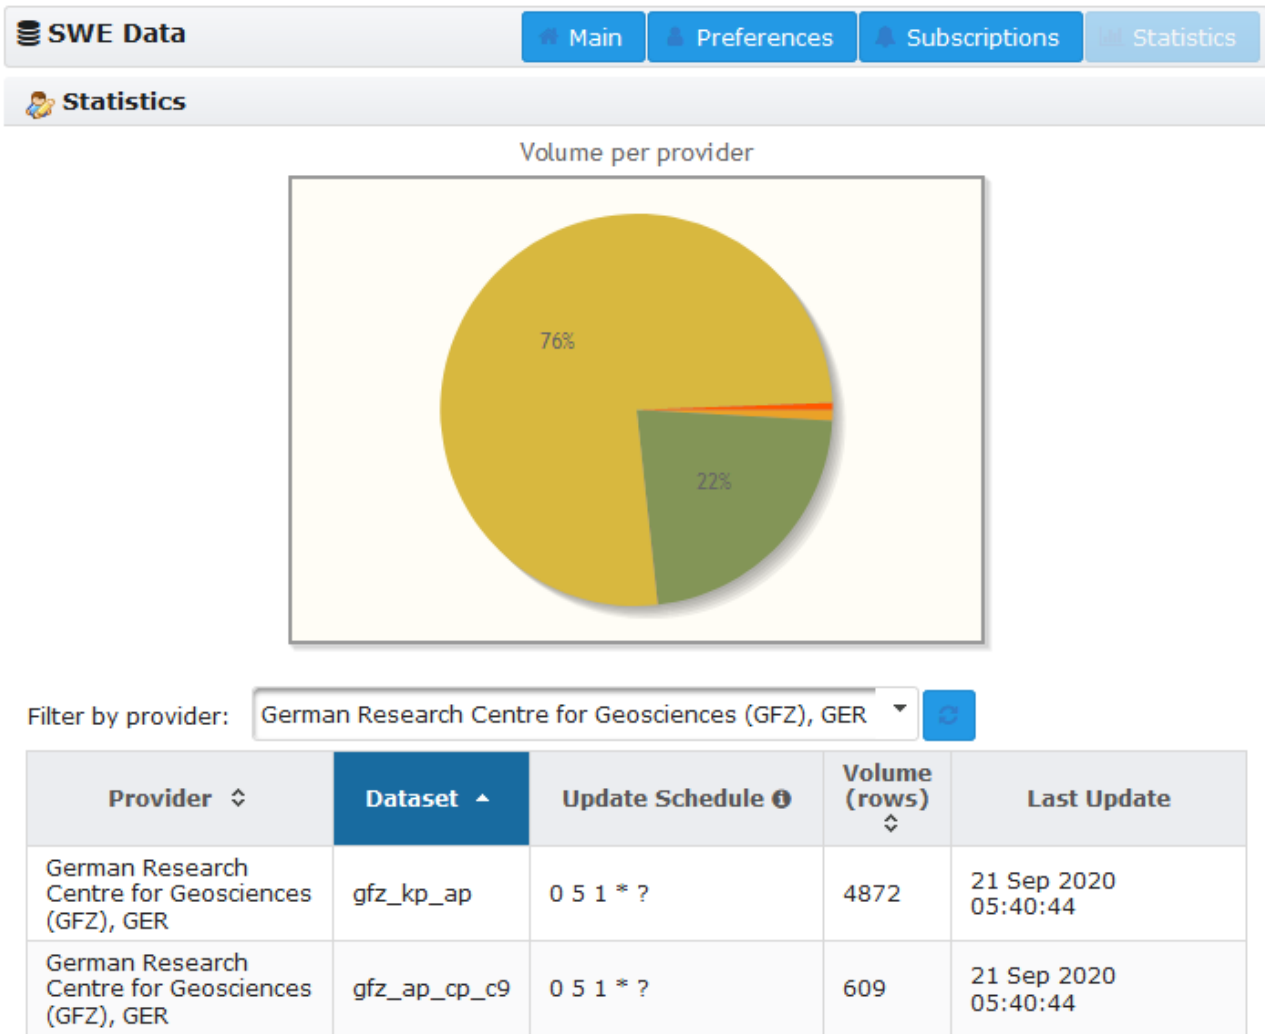 SWE Data
Main
Preferences
Subscriptions
Statistics
Statistics
Volume per provider
76%
22%
Filter by provider:
German Research Centre for Geosciences (GFZ), GER
Provider
Dataset
Update Schedule
Volume
(rows)
Last Update
German Research
Centre for Geosciences
(GFZ), GER
gfz_kp_ap
0 5 1 * ?
4872
21 Sep 2020
05:40:44
German Research
Centre for Geosciences
(GFZ), GER
gfz_ap_cp_c9
0 5 1 * ?
609
21 Sep 2020
05:40:44